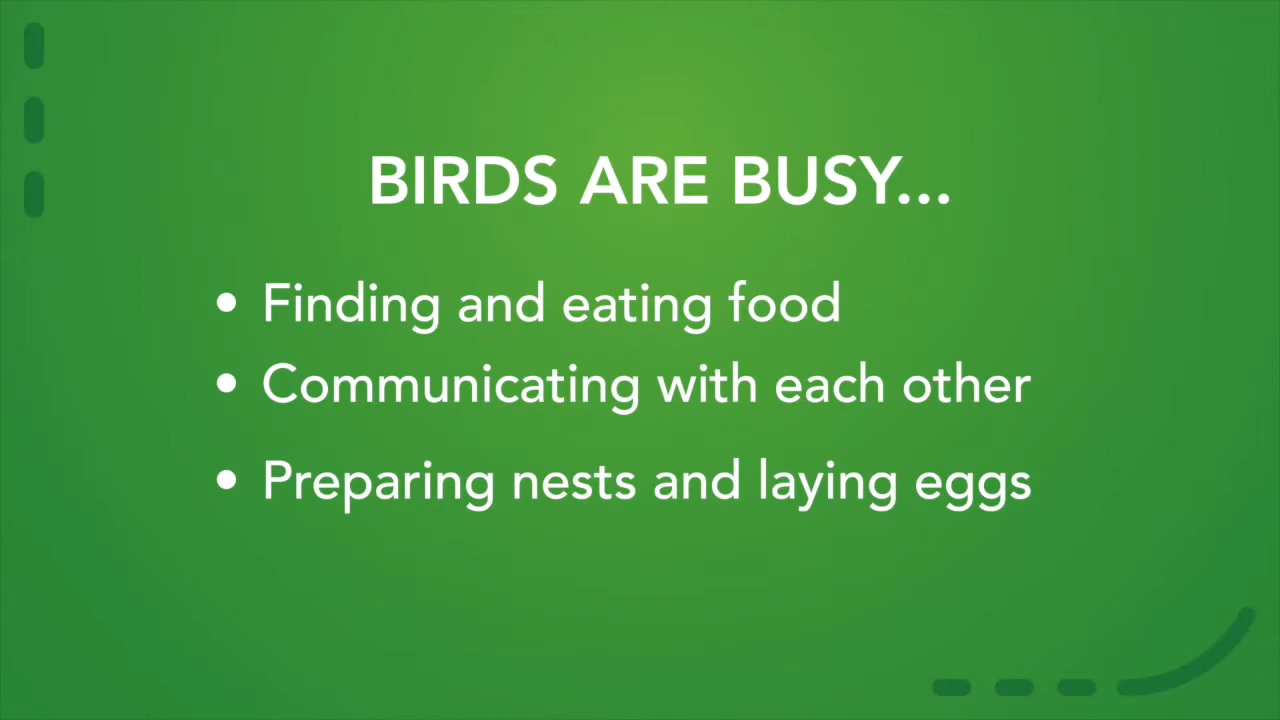 BIRDS ARE BUSY...
• Finding and eating food
• Communicating with each other
• Preparing nests and laying eggs